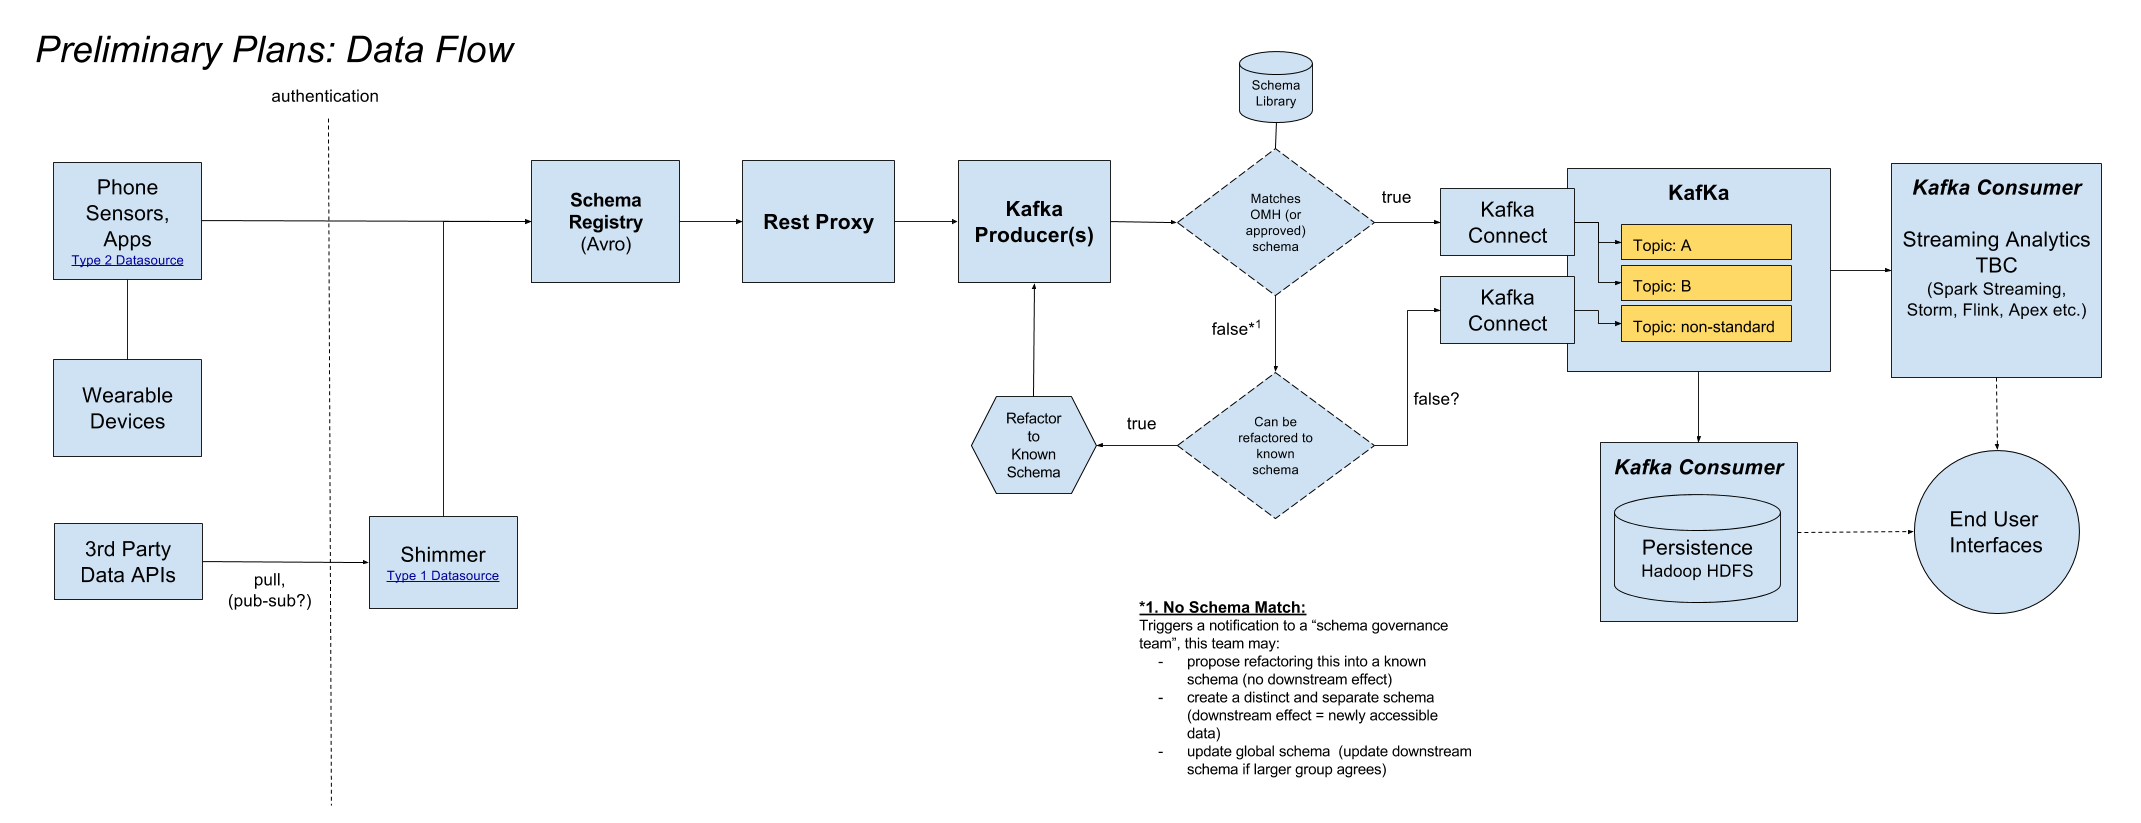 Preliminary Plans: Data Flow
authentication
Phone
Sensors,
Apps
Type 2 Datasource
Wearable
Devices
3rd Party
Data APIs
pull,
(pub-sub?)
Shimmer
Type 1 Datasource
Schema
Registry
(Avro)
Rest Proxy
Kafka
Producer(s)
Schema
Library
Matches
OMH (or
approved)
schema
true
false*1
Can be
refactored to
known
schema
true
Refactor
to
Known
Schema
false?
Kafka
Connect
Kafka
Connect
KafKa
Topic: A
Topic: B
Topic: non-standard
Kafka Consumer
Streaming Analytics
TBC
(Spark Streaming,
Storm, Flink, Apex etc.)
Kafka Consumer
Persistence
Hadoop HDFS
End User
Interfaces
*1. No Schema Match:
Triggers a notification to a “schema governance
team”, this team may:
- propose refactoring this into a known
schema (no downstream effect)
- create a distinct and separate schema
(downstream effect = newly accessible
data)
- update global schema (update downstream
schema if larger group agrees)